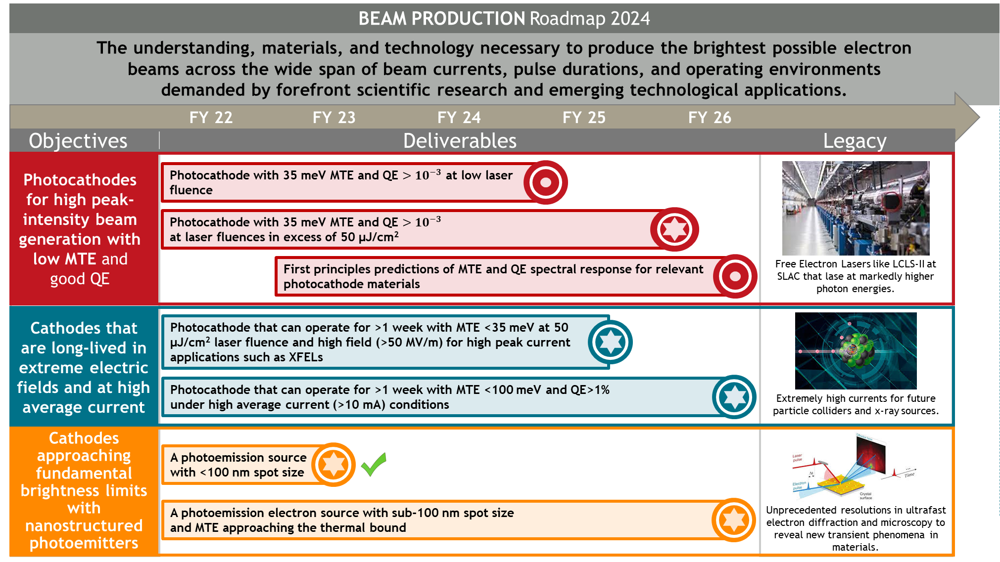 BEAM PRODUCTION Roadmap 2024
The understanding, materials, and technology necessary to produce the brightest possible electron
beams across the wide span of beam currents, pulse durations, and operating environments
demanded by forefront scientific research and emerging technological applications.
FY 22 FY 23 FY 24 FY 25 FY 26
Objectives Deliverables Legacy
Photocathodes
for high peak-
intensity beam
generation with
low MTE and
good QE
Photocathode with 35 meV MTE and QE > 10⁻³ at low laser
fluence
Photocathode with 35 meV MTE and QE > 10⁻³
at laser fluences in excess of 50 µJ/cm²
First principles predictions of MTE and QE spectral response for relevant
photocathode materials
Free Electron Lasers like LCLS-II at
SLAC that lase at markedly higher
photon energies.
Cathodes that
are long-lived in
extreme electric
fields and at high
average current
Photocathode that can operate for >1 week with MTE <35 meV at 50
µJ/cm² laser fluence and high field (>50 MV/m) for high peak current
applications such as XFELs
Photocathode that can operate for >1 week with MTE <100 meV and QE>1%
under high average current (>10 mA) conditions
Extremely high currents for future
particle colliders and x-ray sources.
Cathodes
approaching
fundamental
brightness limits
with
nanostructured
photoemitters
A photoemission source
with <100 nm spot size
A photoemission electron source with sub-100 nm spot size
and MTE approaching the thermal bound
Laser
pulse
Δt
Electron
pulse
Crystal
surface
...
Time
Unprecedented resolutions in ultrafast
electron diffraction and microscopy to
reveal new transient phenomena in
materials.